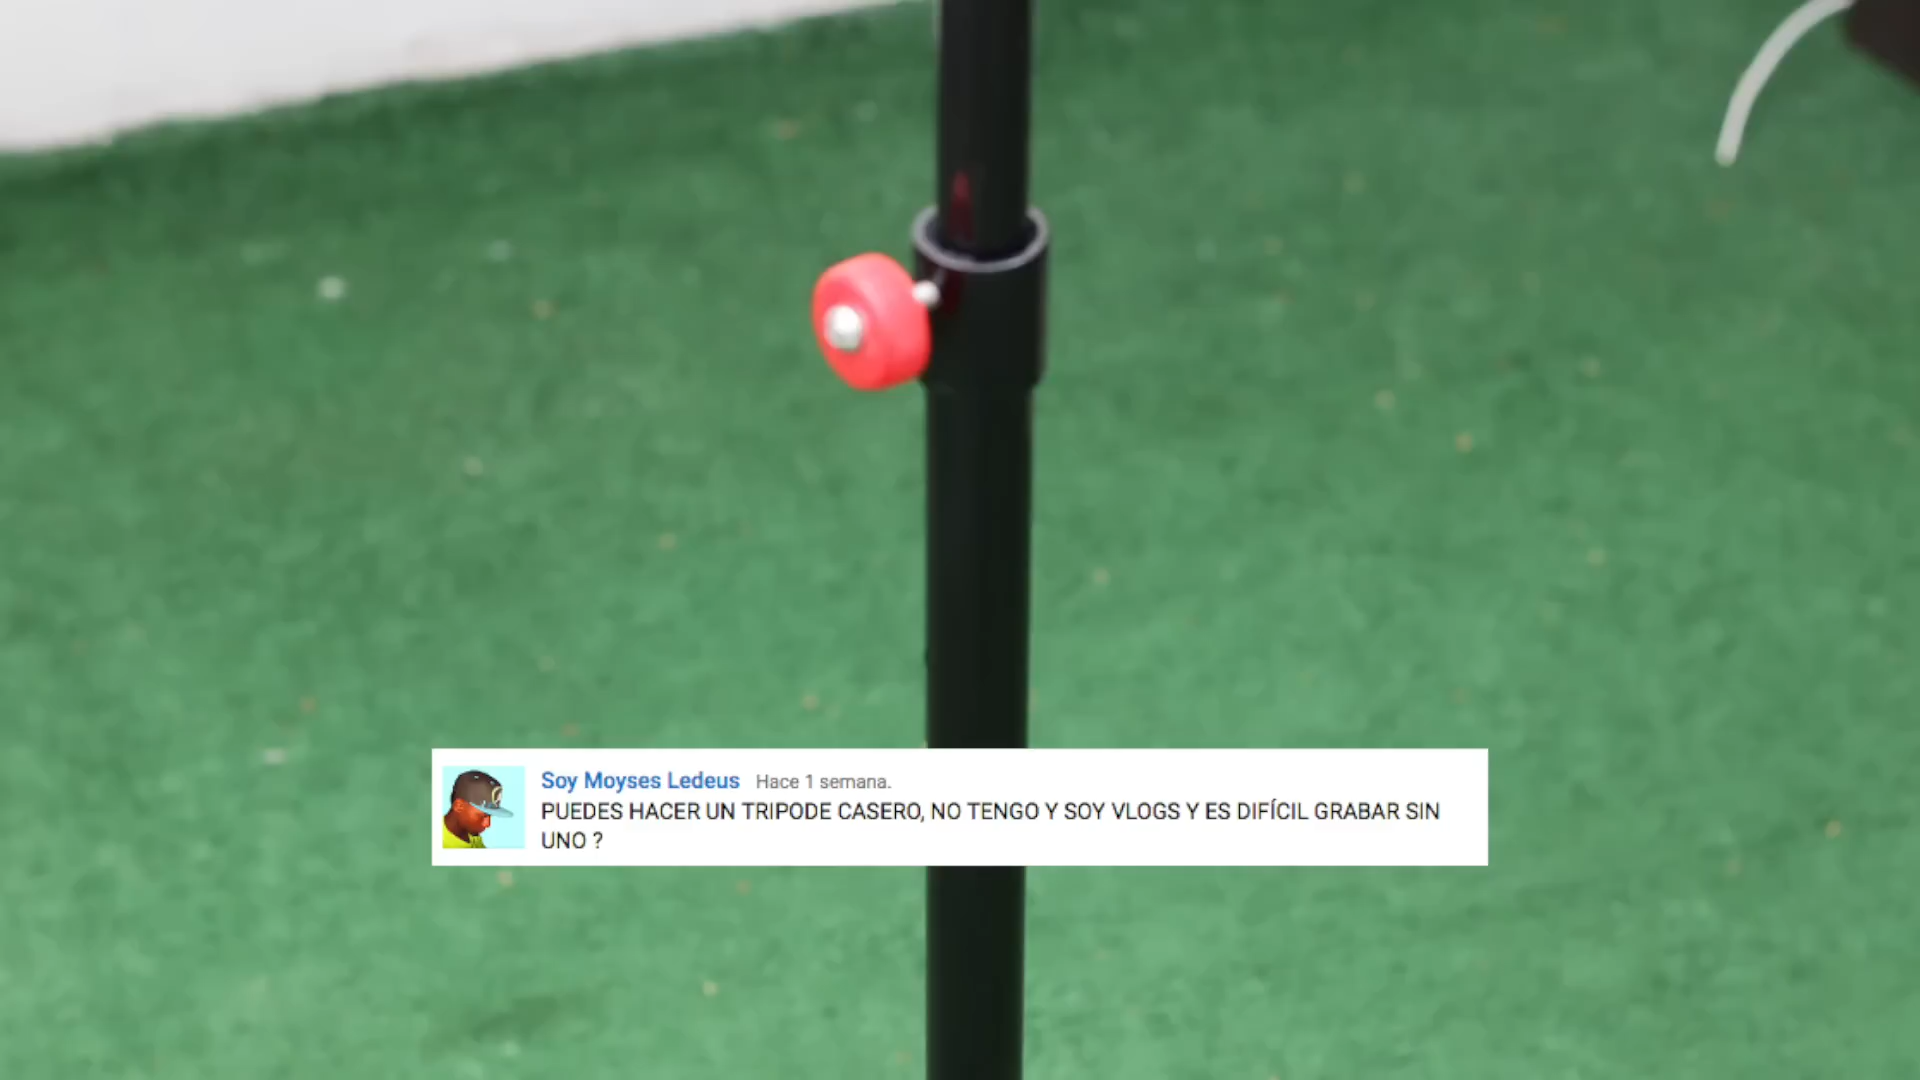 Soy Moyses Ledeus Hace 1 semana.
PUEDES HACER UN TRIPODE CASERO, NO TENGO Y SOY VLOGS Y ES DIFÍCIL GRABAR SIN
UNO ?